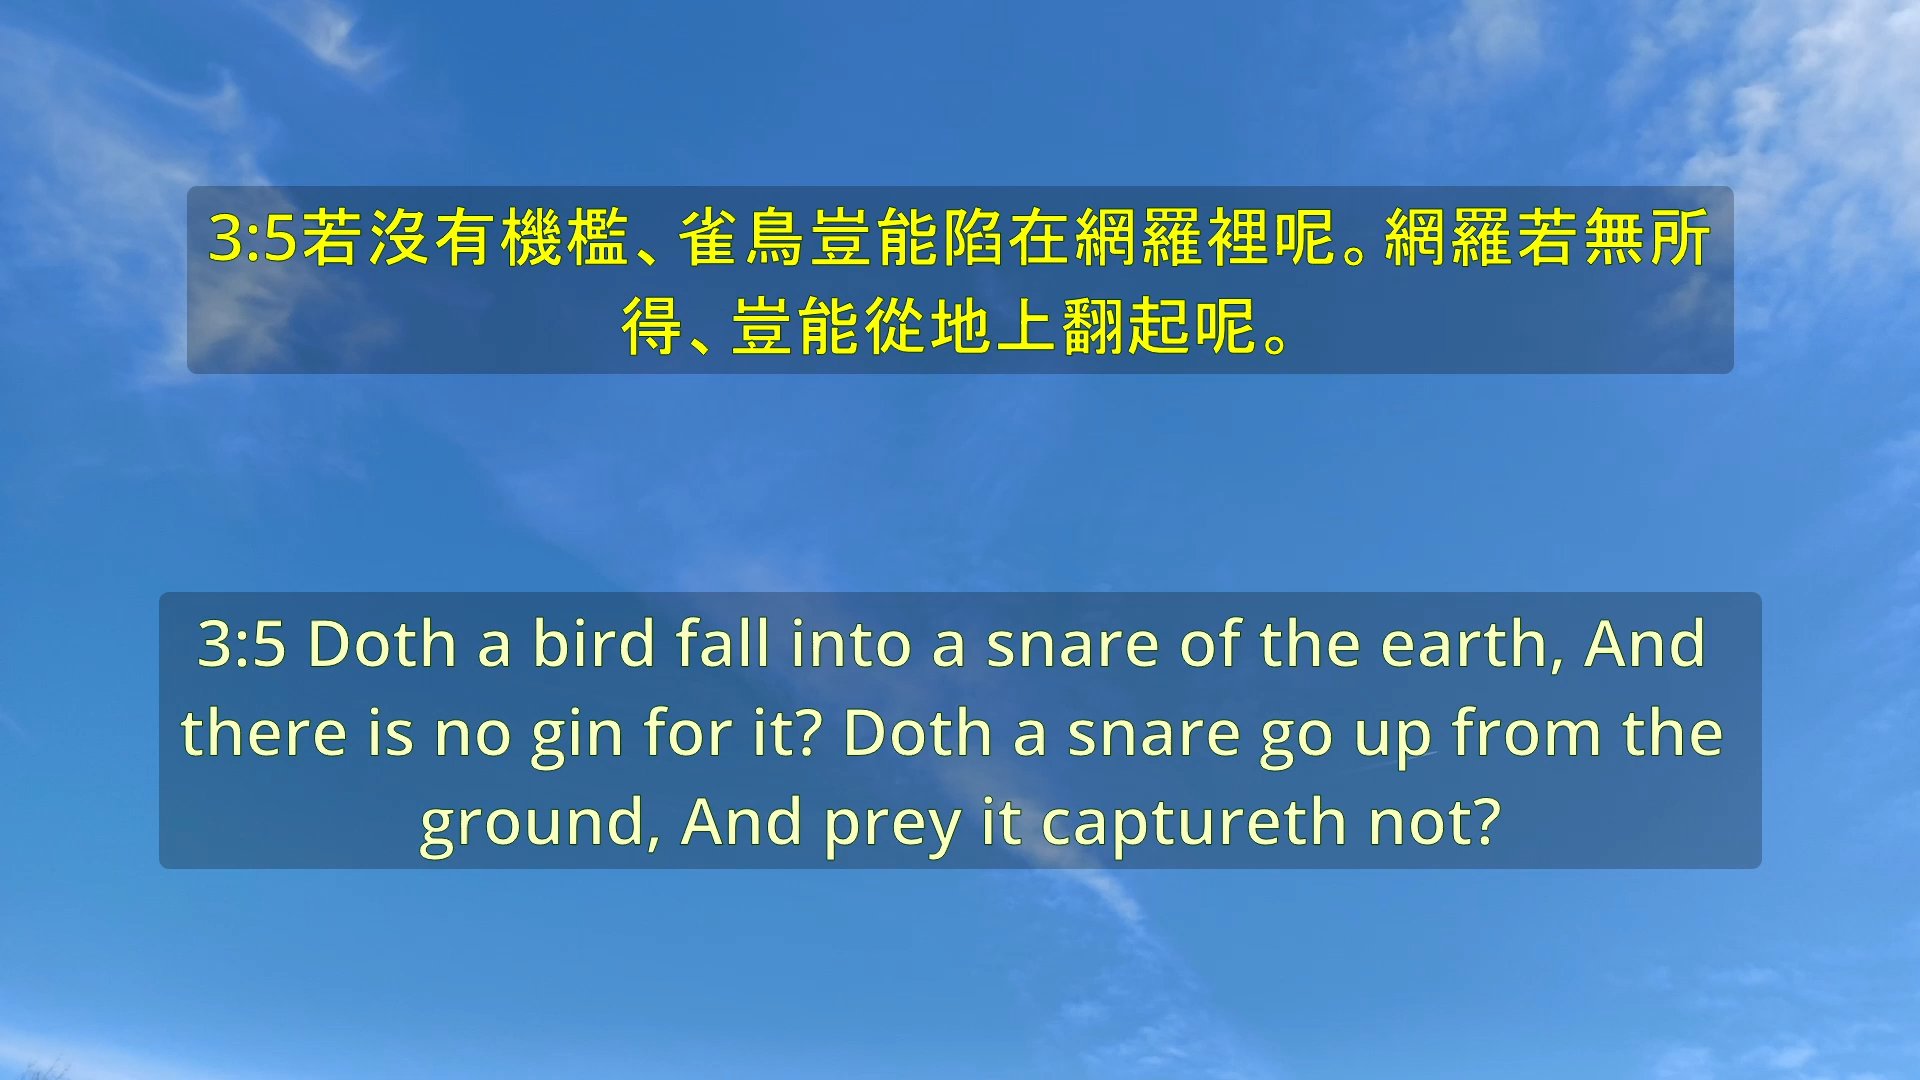 3:5若沒有機檻、雀鳥豈能陷在網羅裡呢。網羅若無所
得、豈能從地上翻起呢。
3:5 Doth a bird fall into a snare of the earth, And
there is no gin for it? Doth a snare go up from the
ground, And prey it captureth not?